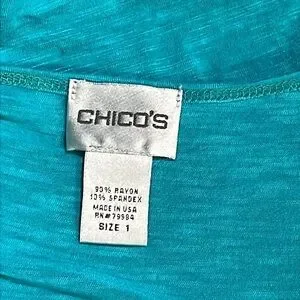 CHICO'S
90% RAYON
10% SPANDEX
MADE IN USA
RN# 79984
SIZE 1